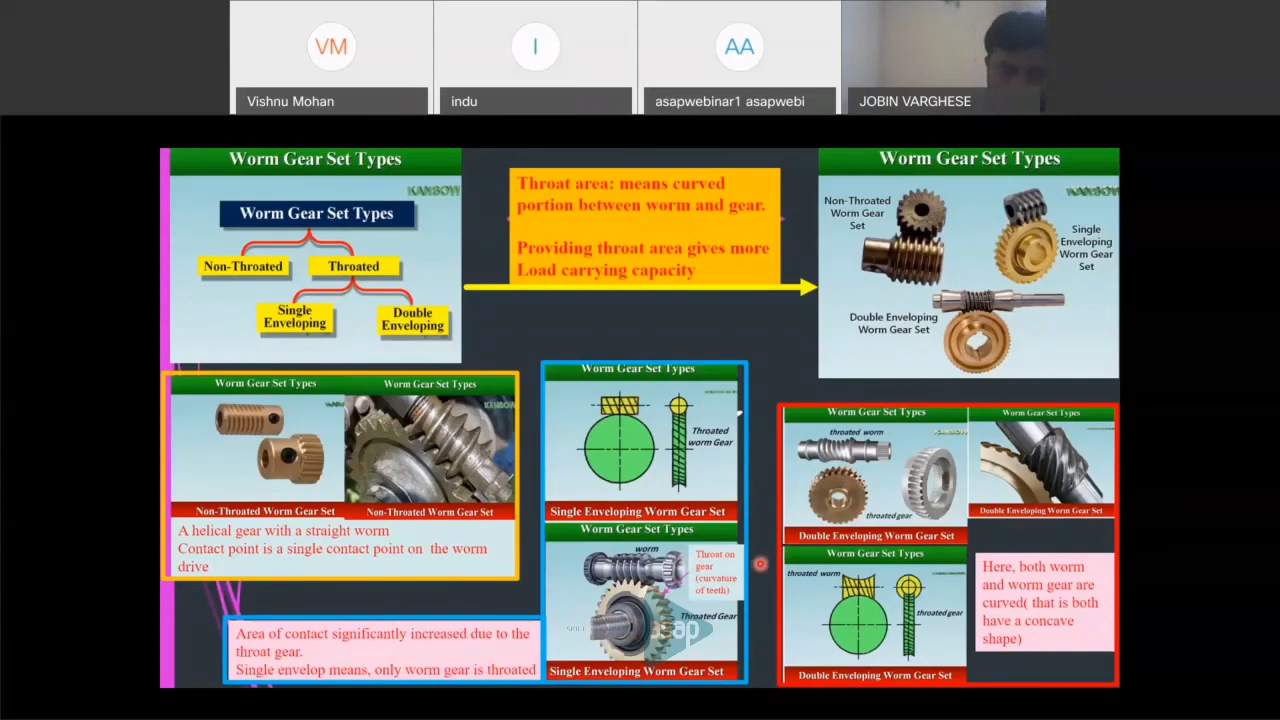 VM
I
AA
Vishnu Mohan
indu
asapwebinar1 asapwebi
JOBIN VARGHESE
Worm Gear Set Types
KANBOW
Worm Gear Set Types
Non-Throated
Throated
Single
Enveloping
Double
Enveloping
Throat area: means curved
portion between worm and gear.
Providing throat area gives more
Load carrying capacity
Worm Gear Set Types
Non-Throated
Worm Gear
Set
Single
Enveloping
Worm Gear
Set
Double Enveloping
Worm Gear Set
Worm Gear Set Types
Non-Throated Worm Gear Set
Worm Gear Set Types
Non-Throated Worm Gear Set
A helical gear with a straight worm
Contact point is a single contact point on the worm
drive
Worm Gear Set Types
Throated
worm Gear
Single Enveloping Worm Gear Set
Worm Gear Set Types
worm
Throat on
gear
(curvature
of teeth)
Throated Gear
Single Enveloping Worm Gear Set
Area of contact significantly increased due to the
throat gear.
Single envelop means, only worm gear is throated
Worm Gear Set Types
throated worm
throated gear
Double Enveloping Worm Gear Set
Worm Gear Set Types
Double Enveloping Worm Gear Set
Worm Gear Set Types
throated worm
throated gear
Double Enveloping Worm Gear Set
Here, both worm
and worm gear are
curved( that is both
have a concave
shape)